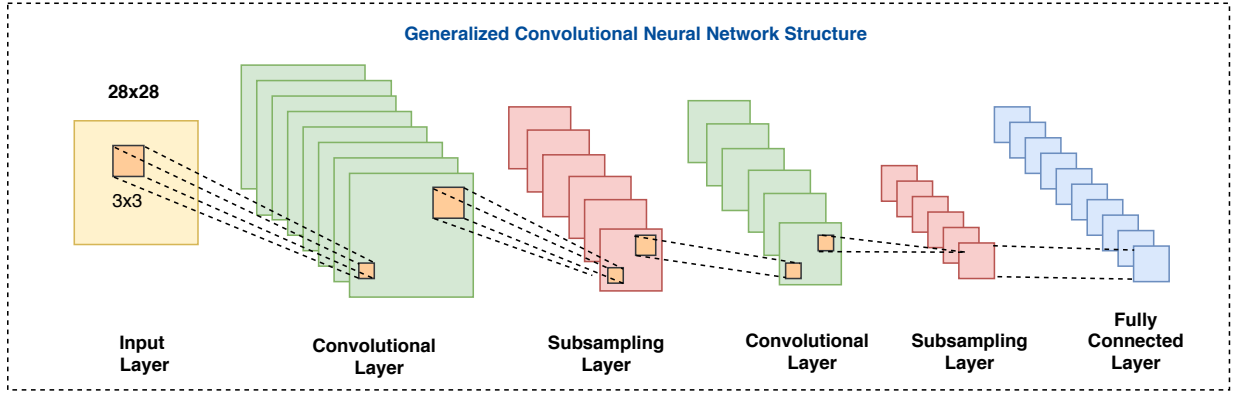 Generalized Convolutional Neural Network Structure
28x28
3x3
Input
Layer
Convolutional
Layer
Subsampling
Layer
Convolutional
Layer
Subsampling
Layer
Fully
Connected
Layer